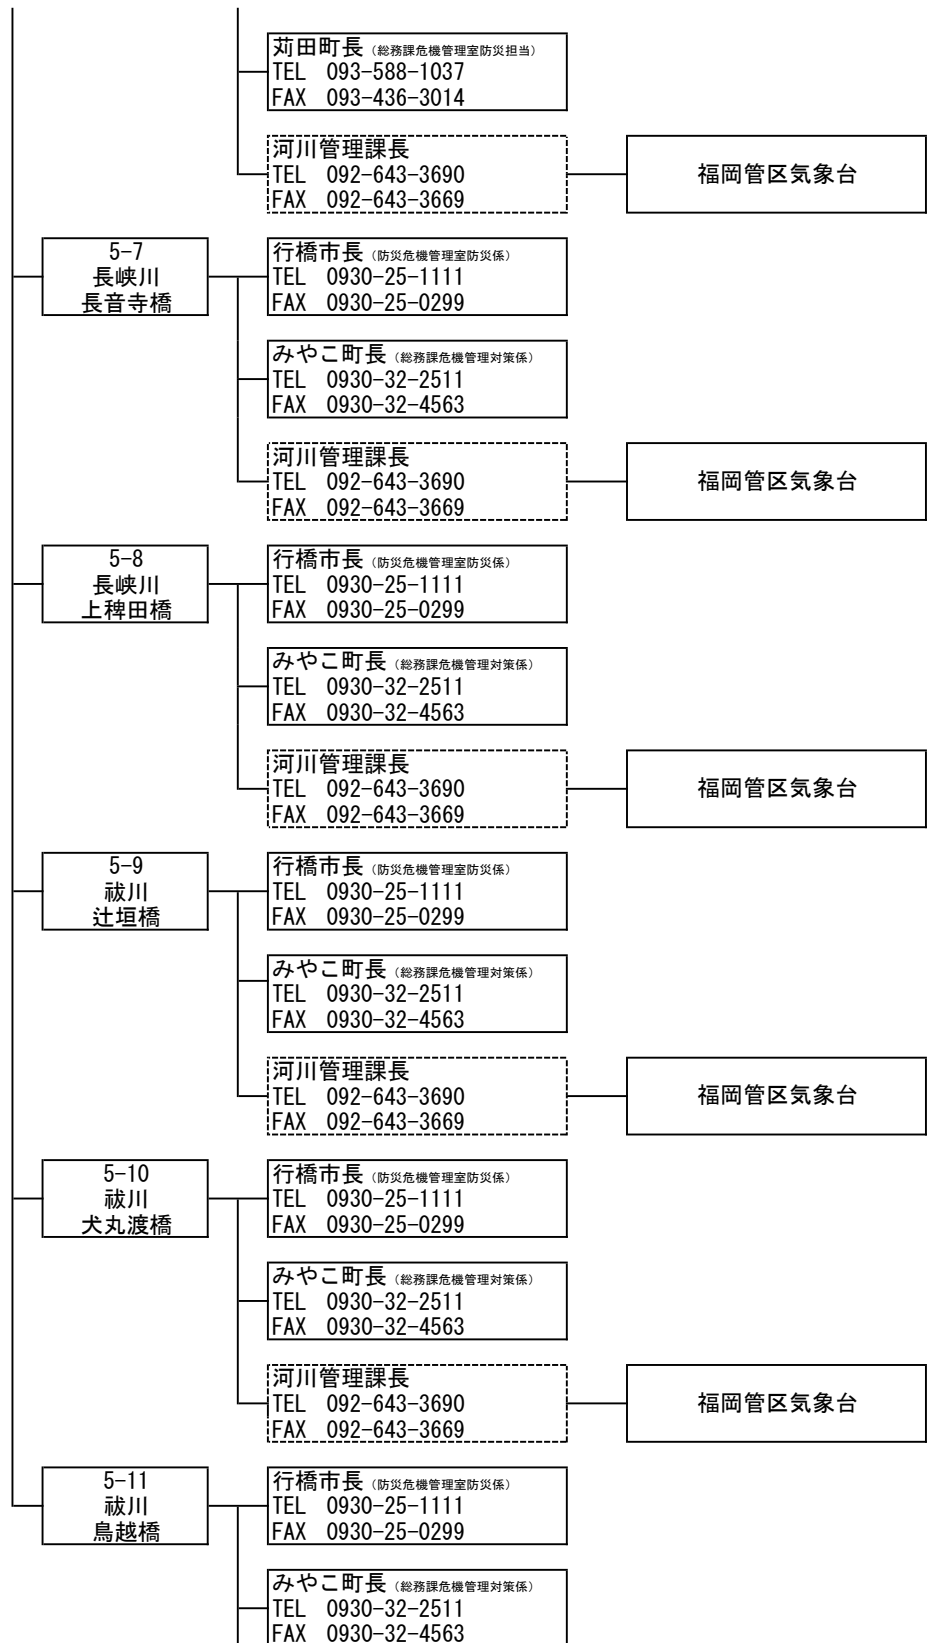 苅田町長（総務課危機管理室防災担当）
TEL　093-588-1037
FAX　093-436-3014
河川管理課長
TEL　092-643-3690
FAX　092-643-3669
福岡管区気象台
5-7
長峡川
長音寺橋
行橋市長（防災危機管理室防災係）
TEL　0930-25-1111
FAX　0930-25-0299
みやこ町長（総務課危機管理対策係）
TEL　0930-32-2511
FAX　0930-32-4563
河川管理課長
TEL　092-643-3690
FAX　092-643-3669
福岡管区気象台
5-8
長峡川
上稗田橋
行橋市長（防災危機管理室防災係）
TEL　0930-25-1111
FAX　0930-25-0299
みやこ町長（総務課危機管理対策係）
TEL　0930-32-2511
FAX　0930-32-4563
河川管理課長
TEL　092-643-3690
FAX　092-643-3669
福岡管区気象台
5-9
祓川
辻垣橋
行橋市長（防災危機管理室防災係）
TEL　0930-25-1111
FAX　0930-25-0299
みやこ町長（総務課危機管理対策係）
TEL　0930-32-2511
FAX　0930-32-4563
河川管理課長
TEL　092-643-3690
FAX　092-643-3669
福岡管区気象台
5-10
祓川
犬丸渡橋
行橋市長（防災危機管理室防災係）
TEL　0930-25-1111
FAX　0930-25-0299
みやこ町長（総務課危機管理対策係）
TEL　0930-32-2511
FAX　0930-32-4563
河川管理課長
TEL　092-643-3690
FAX　092-643-3669
福岡管区気象台
5-11
祓川
鳥越橋
行橋市長（防災危機管理室防災係）
TEL　0930-25-1111
FAX　0930-25-0299
みやこ町長（総務課危機管理対策係）
TEL　0930-32-2511
FAX　0930-32-4563